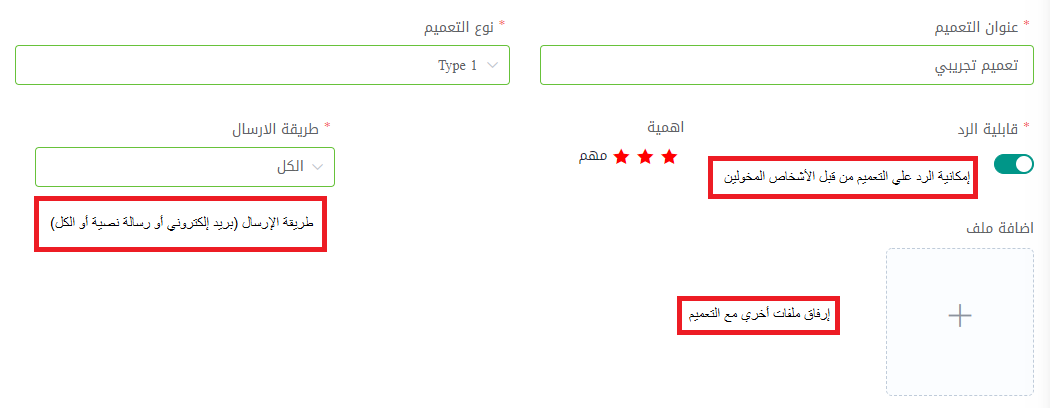 * عنوان التعميم
* نوع التعميم
تعميم تجريبي
Type 1
* قابلية الرد
اهمية
* طريقة الارسال
مهم
الكل
إمكانية الرد علي التعميم من قبل الأشخاص المخولين
طريقة الإرسال (بريد إلكتروني أو رسالة نصية أو الكل)
اضافة ملف
إرفاق ملفات أخري مع التعميم